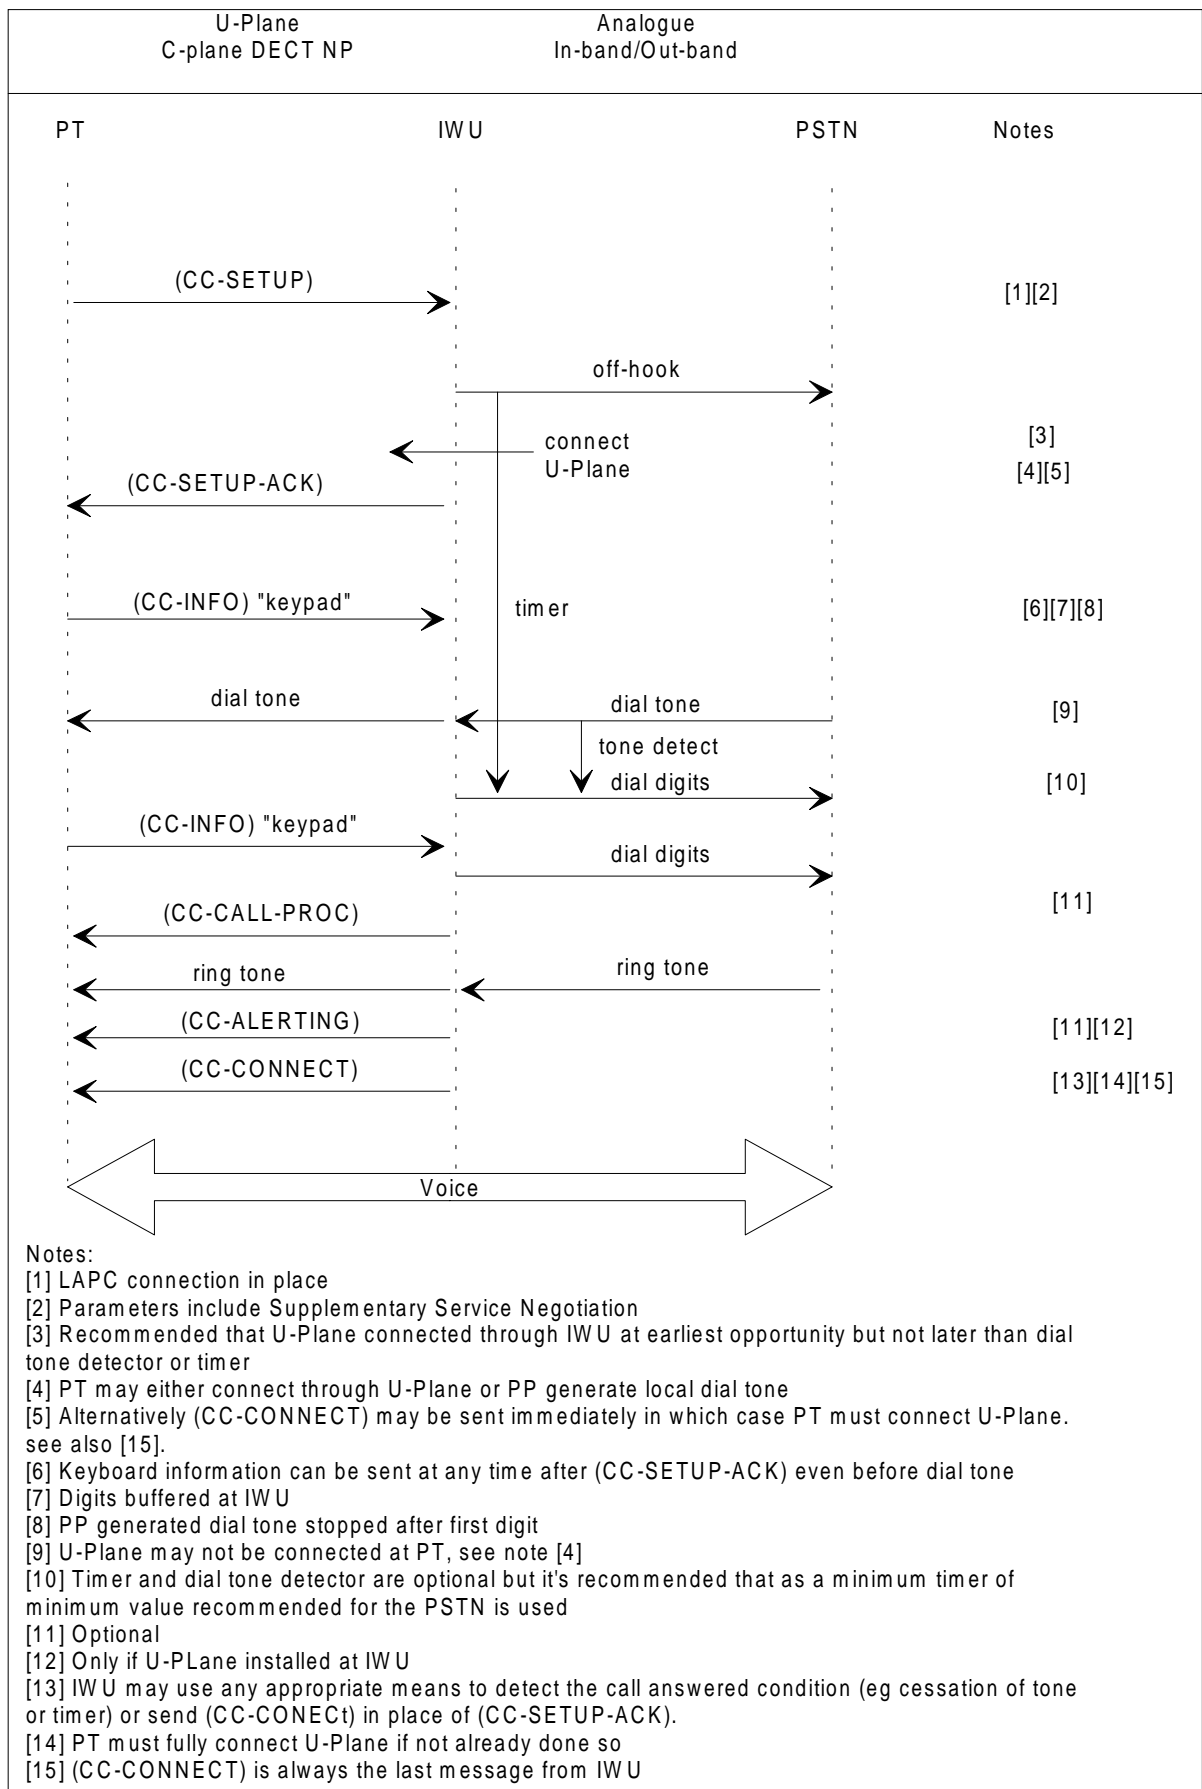 U-Plane Analogue
C-plane DECT NP In-band/Out-band
PT IWU PSTN Notes
(CC-SETUP) [1][2]
off-hook
connect [3]
U-Plane [4][5]
(CC-SETUP-ACK)
(CC-INFO) "keypad" timer [6][7][8]
dial tone dial tone [9]
tone detect
dial digits [10]
(CC-INFO) "keypad"
dial digits
(CC-CALL-PROC) [11]
ring tone ring tone
(CC-ALERTING) [11][12]
(CC-CONNECT) [13][14][15]
Voice
Notes:
[1] LAPC connection in place
[2] Parameters include Supplementary Service Negotiation
[3] Recommended that U-Plane connected through IWU at earliest opportunity but not later than dial
tone detector or timer
[4] PT may either connect through U-Plane or PP generate local dial tone
[5] Alternatively (CC-CONNECT) may be sent immediately in which case PT must connect U-Plane.
see also [15].
[6] Keyboard information can be sent at any time after (CC-SETUP-ACK) even before dial tone
[7] Digits buffered at IWU
[8] PP generated dial tone stopped after first digit
[9] U-Plane may not be connected at PT, see note [4]
[10] Timer and dial tone detector are optional but it's recommended that as a minimum timer of
minimum value recommended for the PSTN is used
[11] Optional
[12] Only if U-PLane installed at IWU
[13] IWU may use any appropriate means to detect the call answered condition (eg cessation of tone
or timer) or send (CC-CONECt) in place of (CC-SETUP-ACK).
[14] PT must fully connect U-Plane if not already done so
[15] (CC-CONNECT) is always the last message from IWU